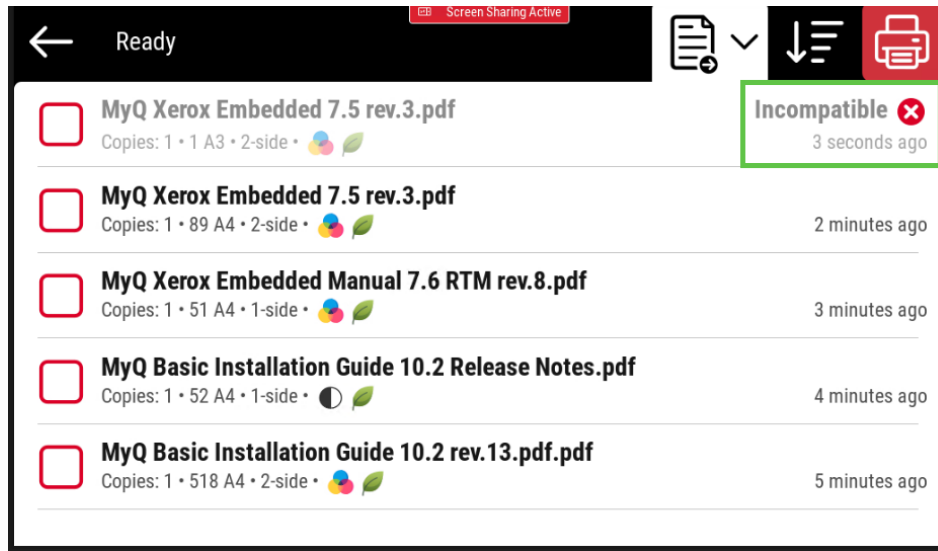 Screen Sharing Active
Ready
MyQ Xerox Embedded 7.5 rev.3.pdf
Incompatible
Copies: 1 • 1 A3 • 2-side •
3 seconds ago
MyQ Xerox Embedded 7.5 rev.3.pdf
Copies: 1 • 89 A4 • 2-side •
2 minutes ago
MyQ Xerox Embedded Manual 7.6 RTM rev.8.pdf
Copies: 1 • 51 A4 • 1-side •
3 minutes ago
MyQ Basic Installation Guide 10.2 Release Notes.pdf
Copies: 1 • 52 A4 • 1-side •
4 minutes ago
MyQ Basic Installation Guide 10.2 rev.13.pdf.pdf
Copies: 1 • 518 A4 • 2-side •
5 minutes ago